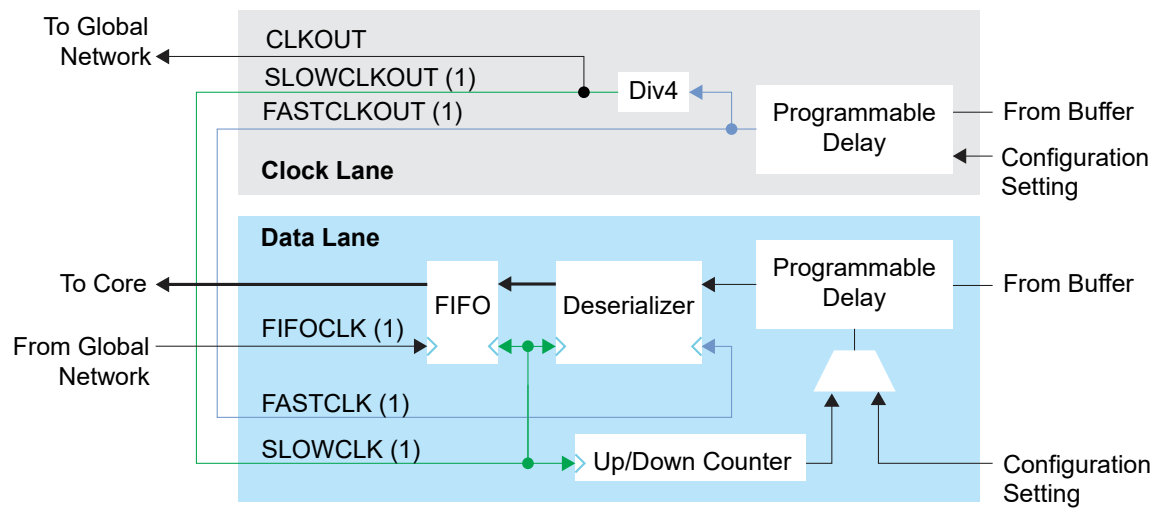 To Global
Network
CLKOUT
SLOWCLKOUT (1)
FASTCLKOUT (1)
Div4
Programmable
Delay
From Buffer
Configuration
Setting
Clock Lane
Data Lane
To Core
FIFO
Deserializer
Programmable
Delay
From Buffer
FIFOCLK (1)
From Global
Network
FASTCLK (1)
SLOWCLK (1)
Up/Down Counter
Configuration
Setting